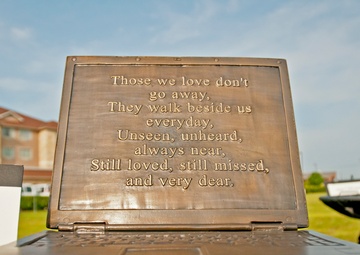 Those we love don't
go away,
They walk beside us
everyday,
Unseen, unheard,
always near,
Still loved, still missed,
and very dear.